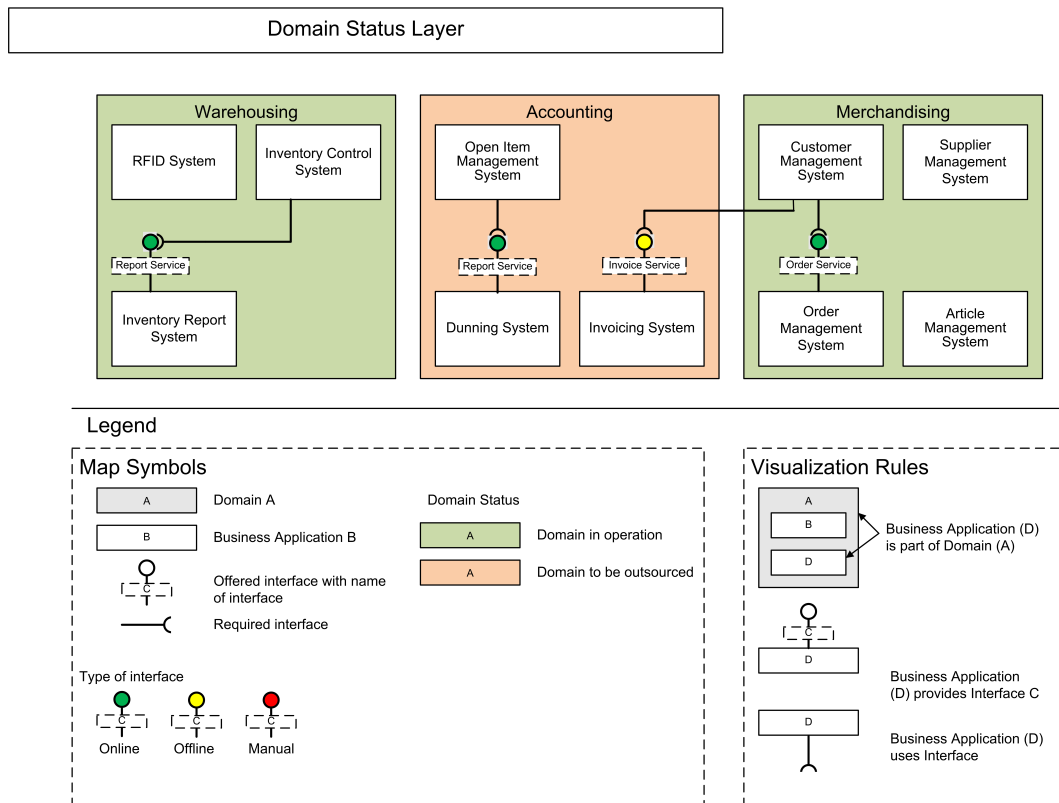 Domain Status Layer
Warehousing
RFID System
Inventory Control
System
Report Service
Inventory Report
System
Accounting
Open Item
Management
System
Report Service
Invoice Service
Dunning System
Invoicing System
Merchandising
Customer
Management
System
Supplier
Management
System
Order Service
Order
Management
System
Article
Management
System
Legend
Map Symbols
A
Domain A
B
Business Application B
C
Offered interface with name
of interface
Required interface
Domain Status
A
Domain in operation
A
Domain to be outsourced
Type of interface
C
C
C
Online
Offline
Manual
Visualization Rules
A
B
D
Business Application (D)
is part of Domain (A)
C
D
Business Application
(D) provides Interface C
D
Business Application (D)
uses Interface